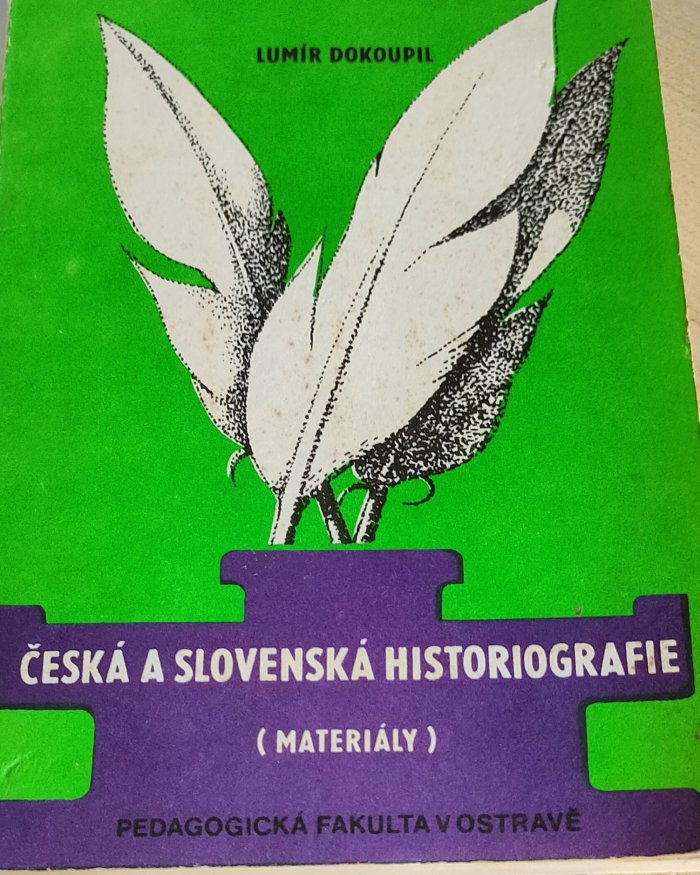 LUMÍR DOKOUPIL
ČESKÁ A SLOVENSKÁ HISTORIOGRAFIE
( MATERIÁLY )
PEDAGOGICKÁ FAKULTA V OSTRAVĚ